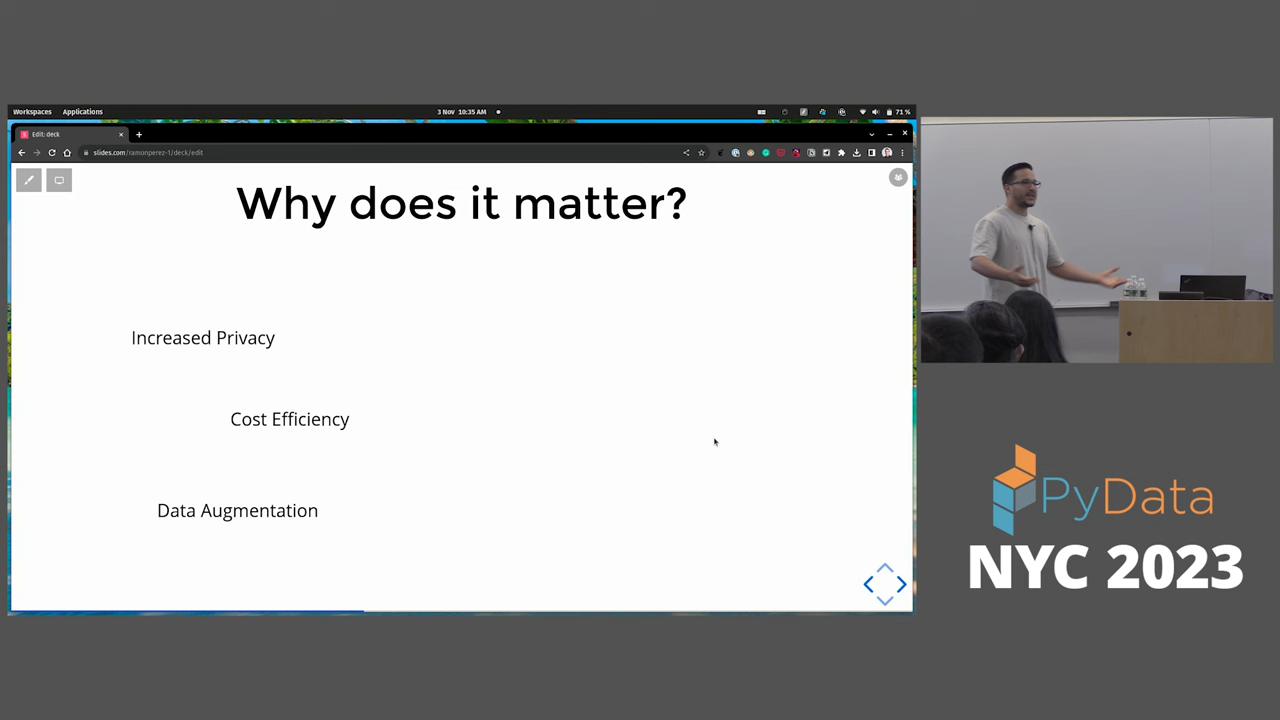 Workspaces Applications 3 Nov 10:35 AM 71 %
Edit: deck
slides.com/ramonperez-1/deck/edit
Why does it matter?
Increased Privacy
Cost Efficiency
Data Augmentation
PyData
NYC 2023